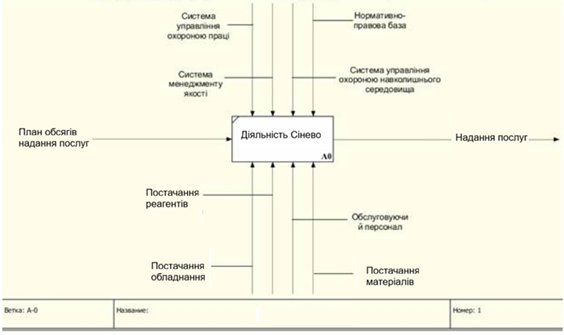 Система
управління
охороною праці
Нормативно-
правова база
Система
менеджменту
якості
Система управління
охороною навколишнього
середовища
План обсягів
надання послуг
Діяльність Сінево
A0
Надання послуг
Постачання
реагентів
Обслуговуючи
й персонал
Постачання
обладнання
Постачання
матеріалів
Ветка: A-0
Название:
Номер: 1